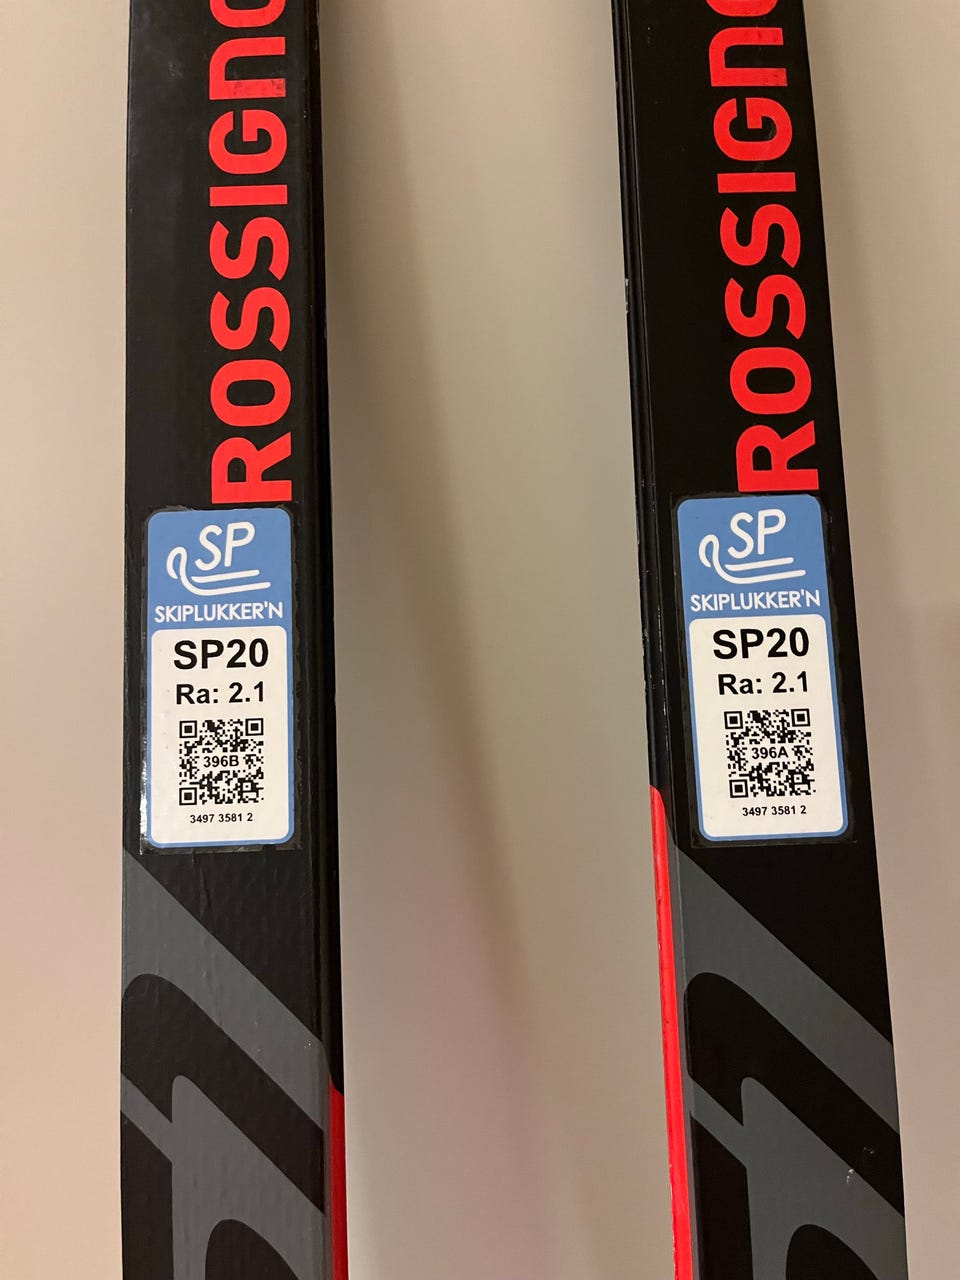 ROSSIGNO
SP
SKIPLUKKER'N
SP20
Ra: 2.1
396B
3497 3581 2
ROSSIGNO
SP
SKIPLUKKER'N
SP20
Ra: 2.1
396A
3497 3581 2